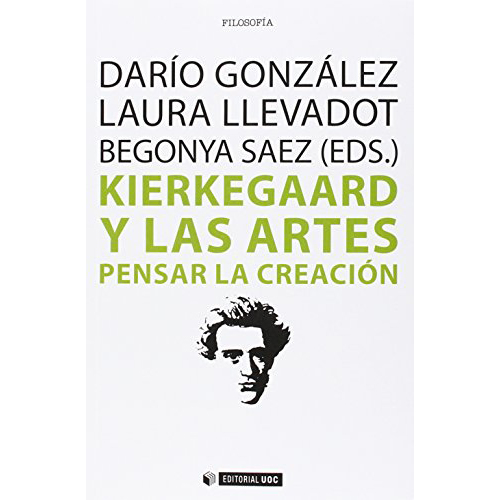 FILOSOFÍA
DARÍO GONZÁLEZ
LAURA LLEVADOT
BEGONYA SAEZ (EDS.)
KIERKEGAARD
Y LAS ARTES
PENSAR LA CREACIÓN
EDITORIAL UOC